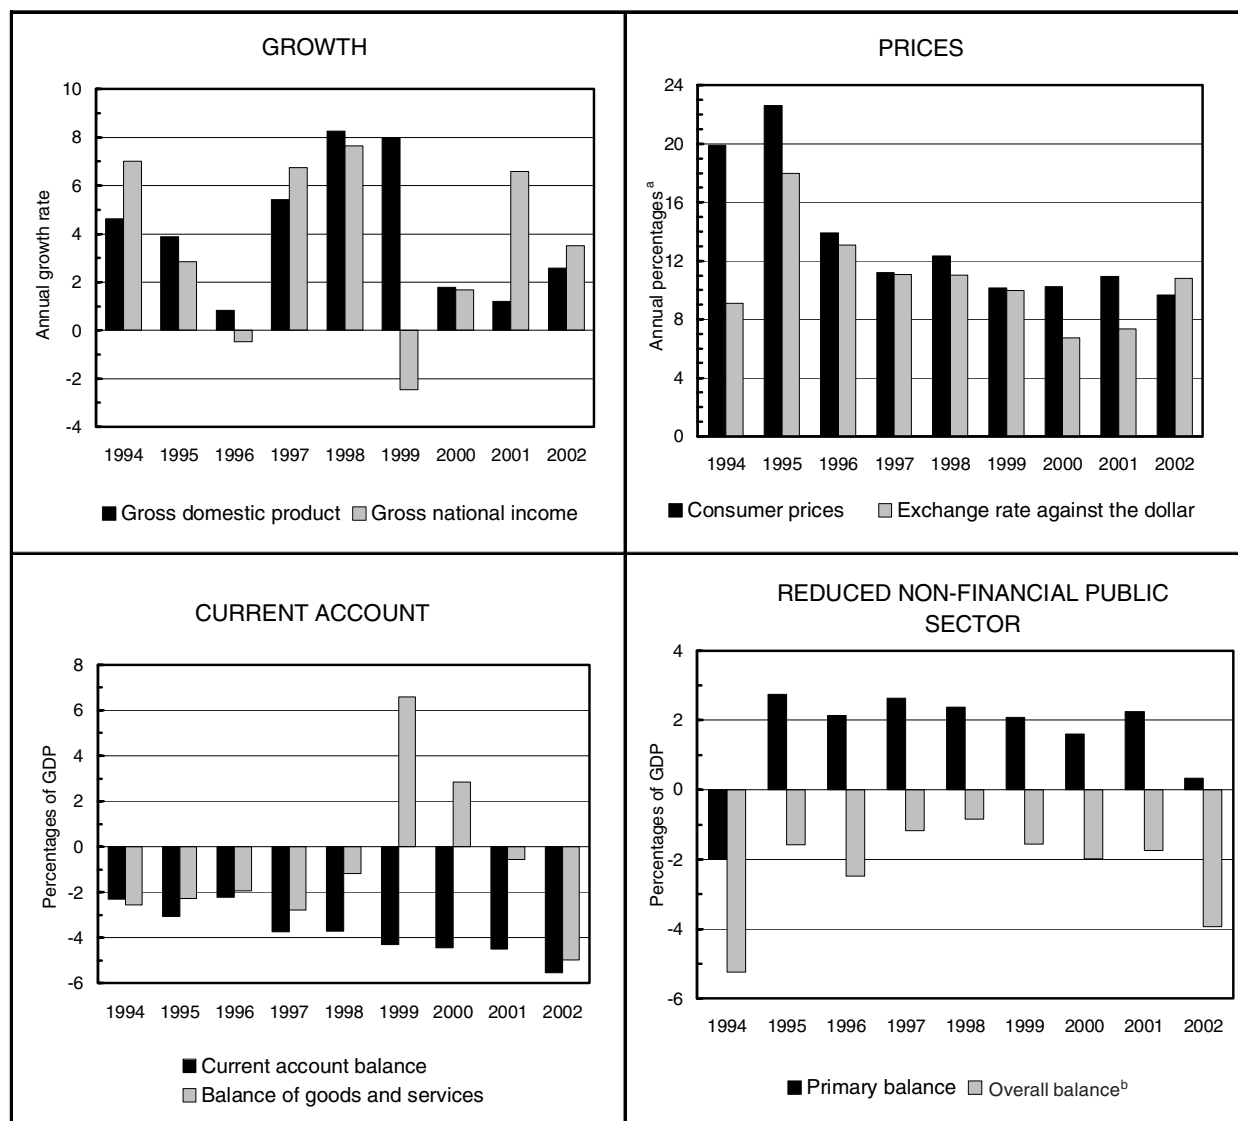 GROWTH
Annual growth rate
10
8
6
4
2
0
-2
-4
1994 1995 1996 1997 1998 1999 2000 2001 2002
Gross domestic product Gross national income
PRICES
Annual percentages a
24
20
16
12
8
4
0
1994 1995 1996 1997 1998 1999 2000 2001 2002
Consumer prices Exchange rate against the dollar
CURRENT ACCOUNT
Percentages of GDP
8
6
4
2
0
-2
-4
-6
1994 1995 1996 1997 1998 1999 2000 2001 2002
Current account balance
Balance of goods and services
REDUCED NON-FINANCIAL PUBLIC
SECTOR
Percentages of GDP
4
2
0
-2
-4
-6
1994 1995 1996 1997 1998 1999 2000 2001 2002
Primary balance Overall balance b